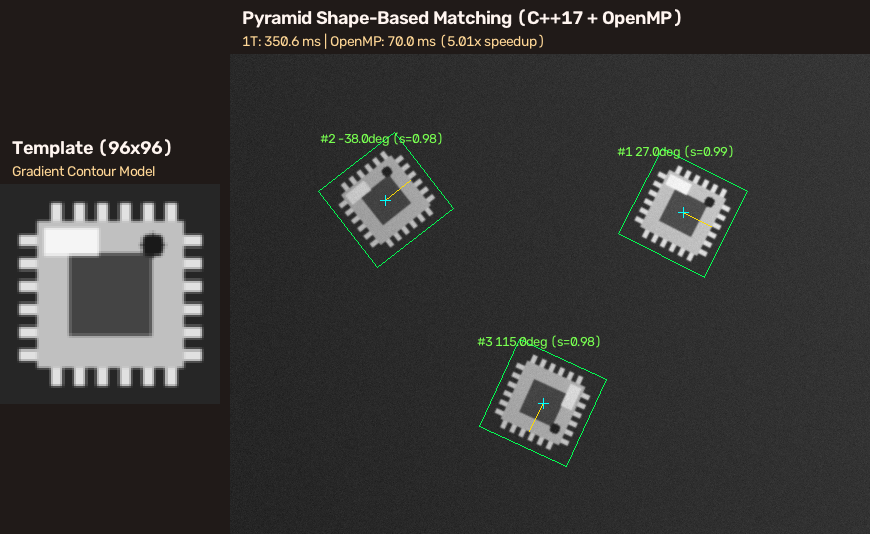 Pyramid Shape-Based Matching (C++17 + OpenMP)
1T: 350.6 ms | OpenMP: 70.0 ms (5.01x speedup)
Template (96x96)
Gradient Contour Model
#2 -38.0deg (s=0.98)
#1 27.0deg (s=0.99)
#3 115.0deg (s=0.98)